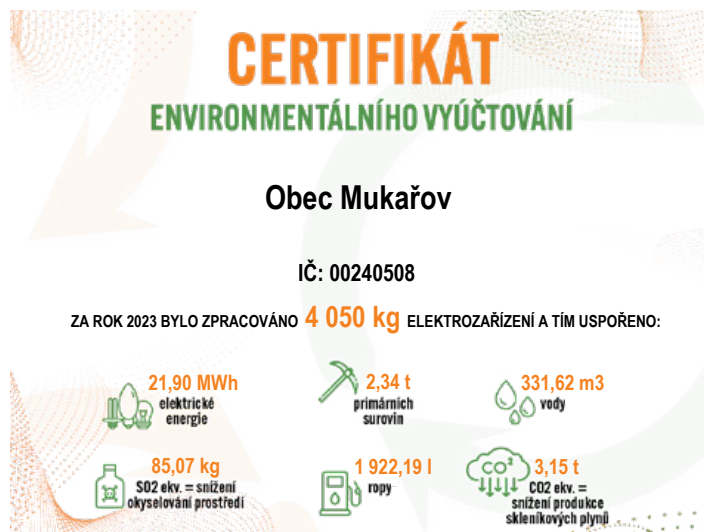 CERTIFIKÁT
ENVIRONMENTÁLNÍHO VYÚČTOVÁNÍ
Obec Mukařov
IČ: 00240508
ZA ROK 2023 BYLO ZPRACOVÁNO 4 050 kg ELEKTROZAŘÍZENÍ A TÍM USPOŘENO:
21,90 MWh
elektrické
energie
2,34 t
primárních
surovin
331,62 m3
vody
85,07 kg
SO2 ekv. = snížení
okyselování prostředí
1 922,19 l
ropy
CO2
3,15 t
CO2 ekv. =
snížení produkce
skleníkových plynů